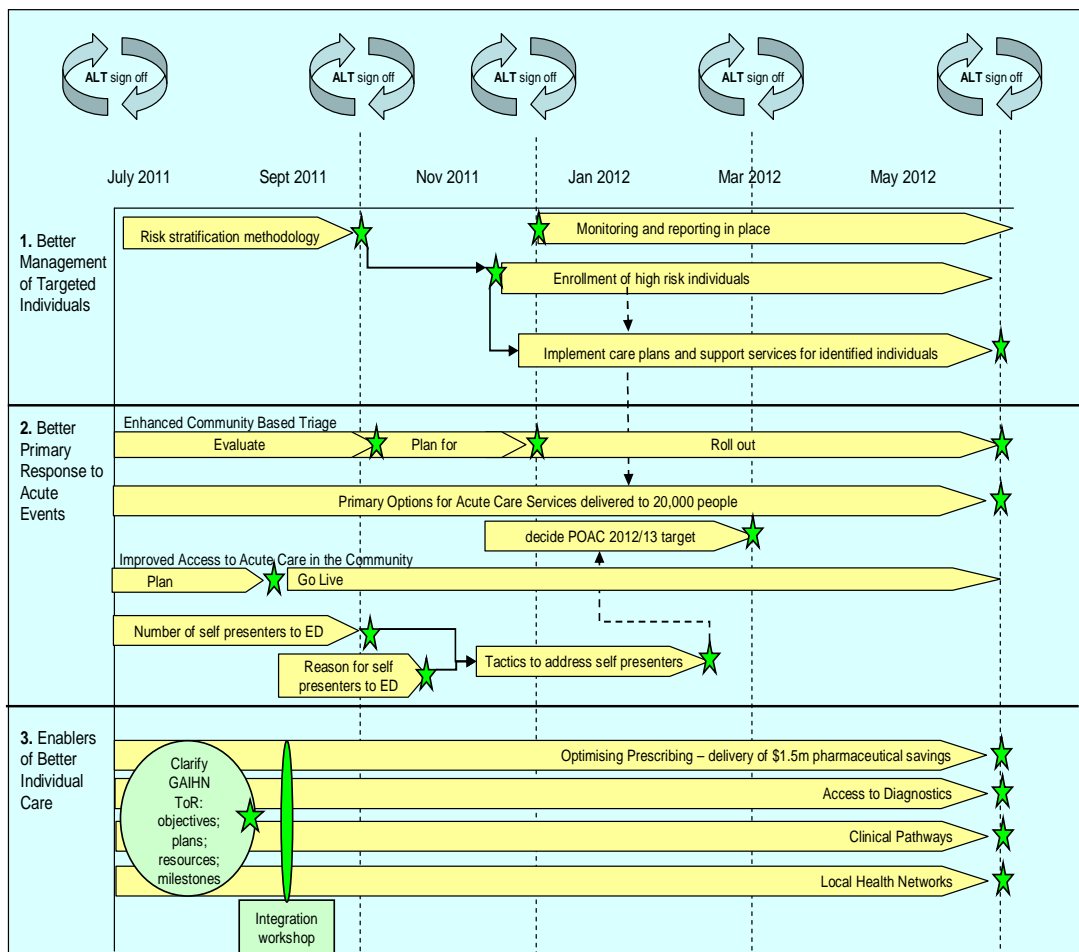 ALT sign off
ALT sign off
ALT sign off
ALT sign off
ALT sign off
July 2011
Sept 2011
Nov 2011
Jan 2012
Mar 2012
May 2012
1. Better
Management
of Targeted
Individuals
Risk stratification methodology
Monitoring and reporting in place
Enrollment of high risk individuals
Implement care plans and support services for identified individuals
2. Better
Primary
Response to
Acute
Events
Enhanced Community Based Triage
Evaluate
Plan for
Roll out
Primary Options for Acute Care Services delivered to 20,000 people
decide POAC 2012/13 target
Improved Access to Acute Care in the Community
Plan
Go Live
Number of self presenters to ED
Reason for self
presenters to ED
Tactics to address self presenters
3. Enablers
of Better
Individual
Care
Clarify
GAIHN
ToR:
objectives;
plans;
resources;
milestones
Optimising Prescribing – delivery of $1.5m pharmaceutical savings
Access to Diagnostics
Clinical Pathways
Local Health Networks
Integration
workshop